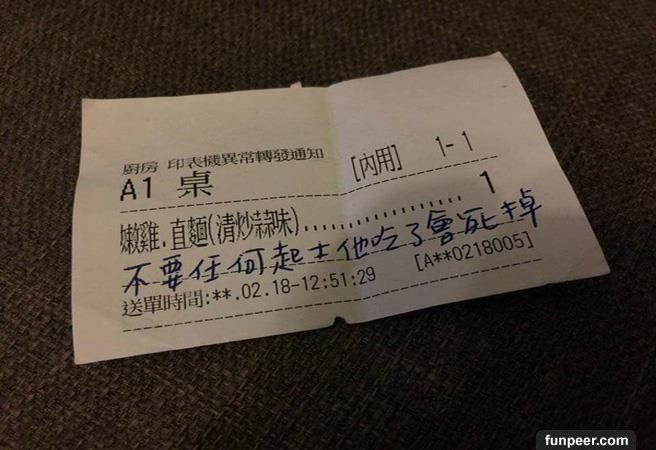 厨房 印表機異常轉發通知
A1 桌 [內用] 1-1
嫩雞.直麵(清炒蒜味)................. 1
不要任何起士他吃了會死掉
送單時間:**.02.18-12:51:29 [A**0218005]
funpeer.com